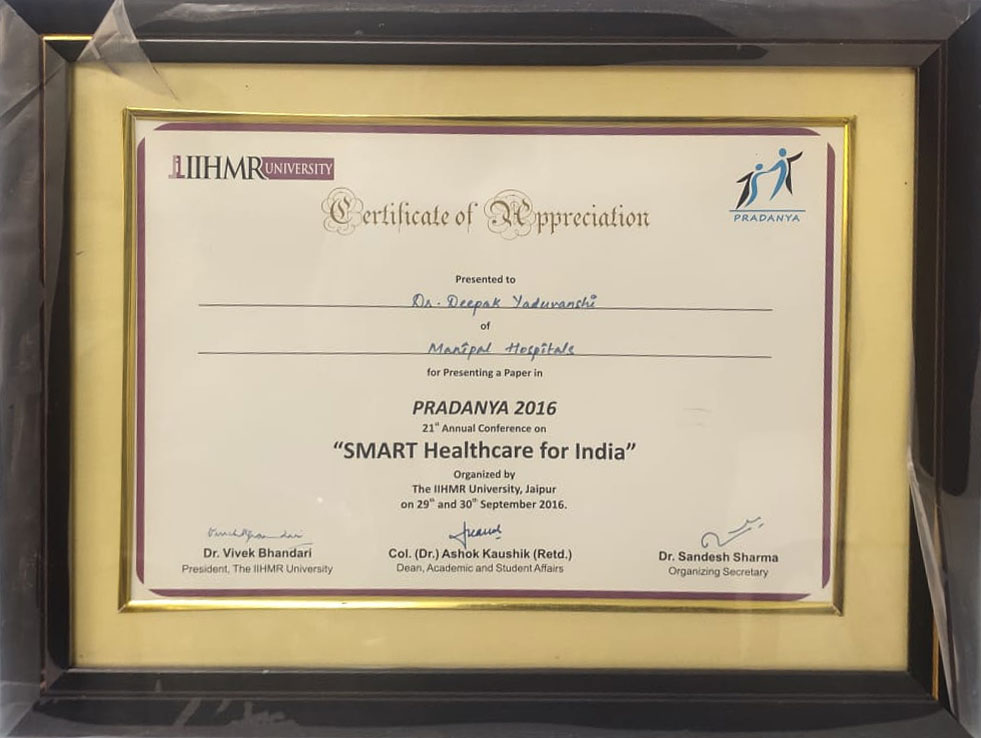 IIHMR UNIVERSITY
PRADANYA
Certificate of Appreciation
Presented to
Dr. Deepak Yaduvanshi
of
Manipal Hospitals
for Presenting a Paper in
PRADANYA 2016
21st Annual Conference on
“SMART Healthcare for India”
Organized by
The IIHMR University, Jaipur
on 29th and 30th September 2016.
Dr. Vivek Bhandari
President, The IIHMR University
Col. (Dr.) Ashok Kaushik (Retd.)
Dean, Academic and Student Affairs
Dr. Sandesh Sharma
Organizing Secretary